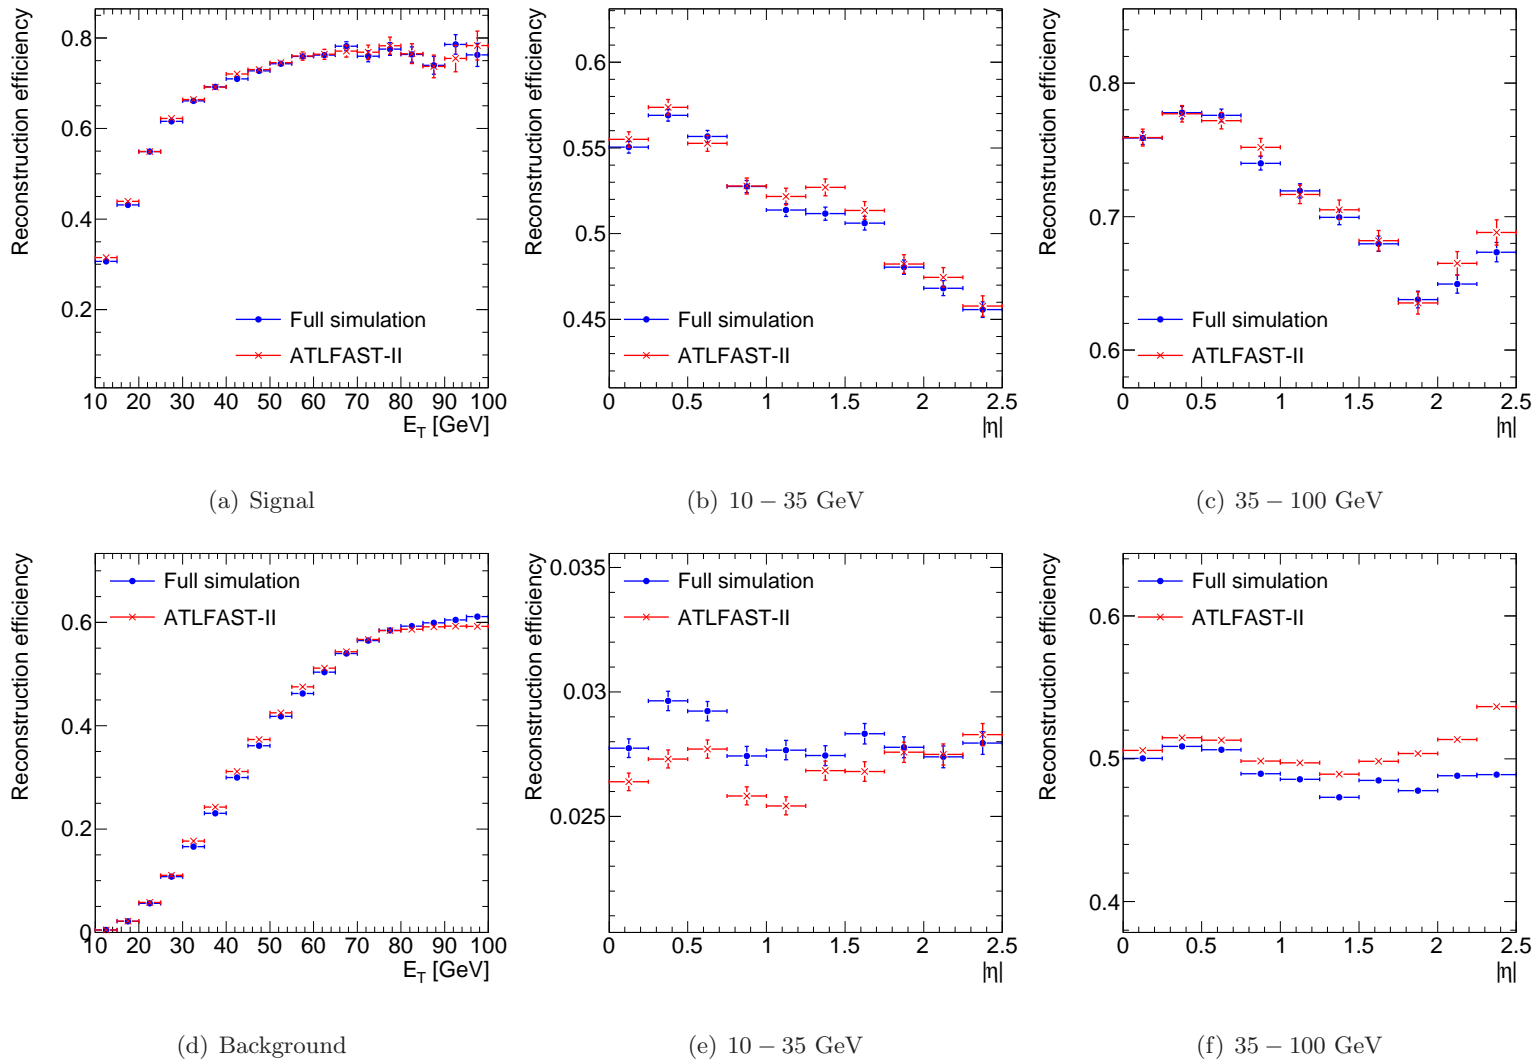 Reconstruction efficiency
0.8
0.6
0.4
0.2
Full simulation
ATLFAST-II
10 20 30 40 50 60 70 80 90 100
E_T [GeV]
(a) Signal
Reconstruction efficiency
0.6
0.55
0.5
0.45
Full simulation
ATLFAST-II
0 0.5 1 1.5 2 2.5
|η|
(b) 10 − 35 GeV
Reconstruction efficiency
0.8
0.7
0.6
Full simulation
ATLFAST-II
0 0.5 1 1.5 2 2.5
|η|
(c) 35 − 100 GeV
Reconstruction efficiency
0.6
0.4
0.2
0
Full simulation
ATLFAST-II
10 20 30 40 50 60 70 80 90 100
E_T [GeV]
(d) Background
Reconstruction efficiency
0.035
0.03
0.025
Full simulation
ATLFAST-II
0 0.5 1 1.5 2 2.5
|η|
(e) 10 − 35 GeV
Reconstruction efficiency
0.6
0.5
0.4
Full simulation
ATLFAST-II
0 0.5 1 1.5 2 2.5
|η|
(f) 35 − 100 GeV